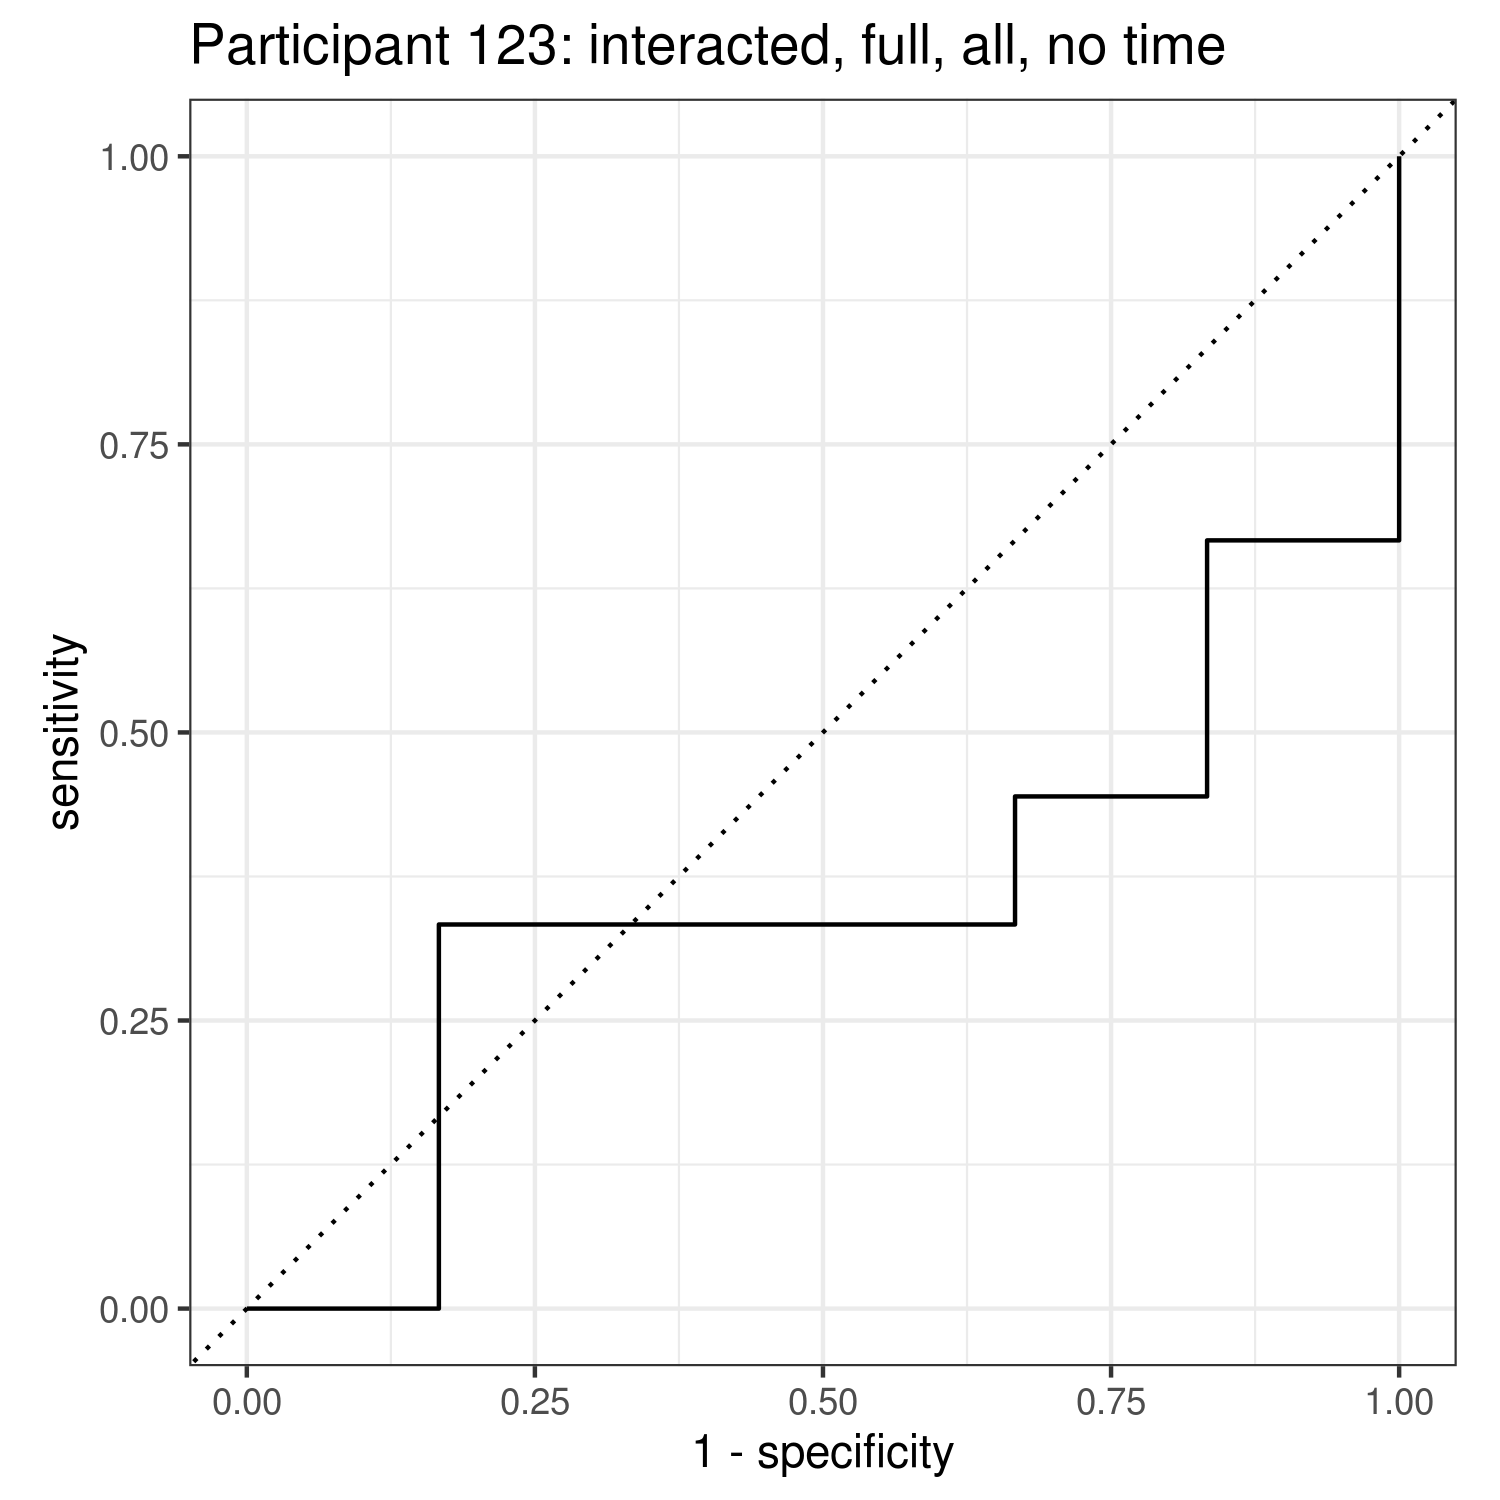 Participant 123: interacted, full, all, no time
1.00
0.75
0.50
0.25
0.00
sensitivity
0.00 0.25 0.50 0.75 1.00
1 - specificity